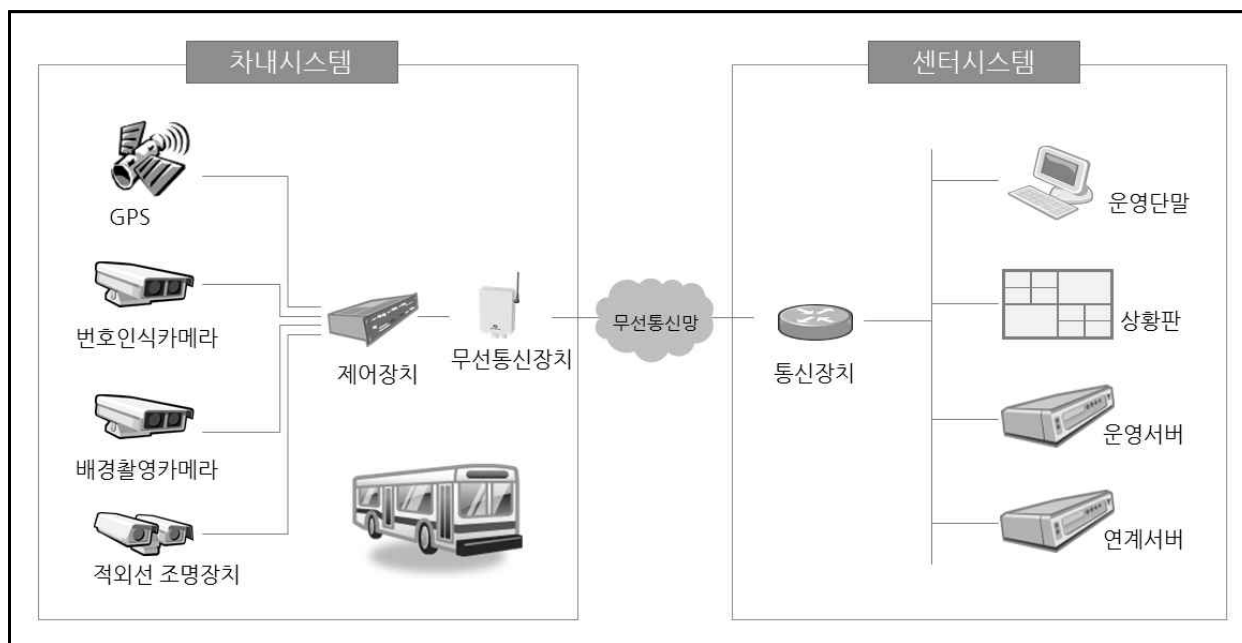 차내시스템
센터시스템
GPS
번호인식카메라
배경촬영카메라
적외선 조명장치
제어장치
무선통신장치
무선통신망
통신장치
운영단말
상황판
운영서버
연계서버